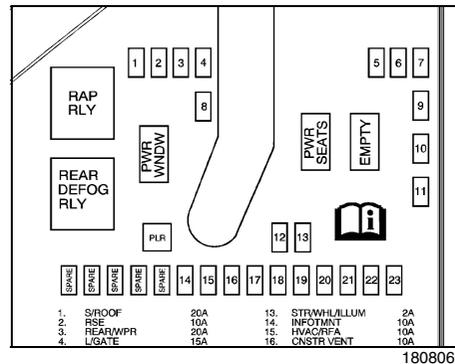 1 2 3 4 5 6 7
RAP
RLY
8 9
PWR
WNDW
PWR
SEATS
EMPTY
10
REAR
DEFOG
RLY
11
i
PLR
12 13
SPARE SPARE SPARE SPARE SPARE 14 15 16 17 18 19 20 21 22 23
1. S/ROOF 20A 13. STR/WHL/ILLUM 2A
2. RSE 10A 14. INFOTMNT 10A
3. REAR/WPR 20A 15. HVAC/RFA 10A
4. L/GATE 15A 16. CNSTR VENT 10A
180806